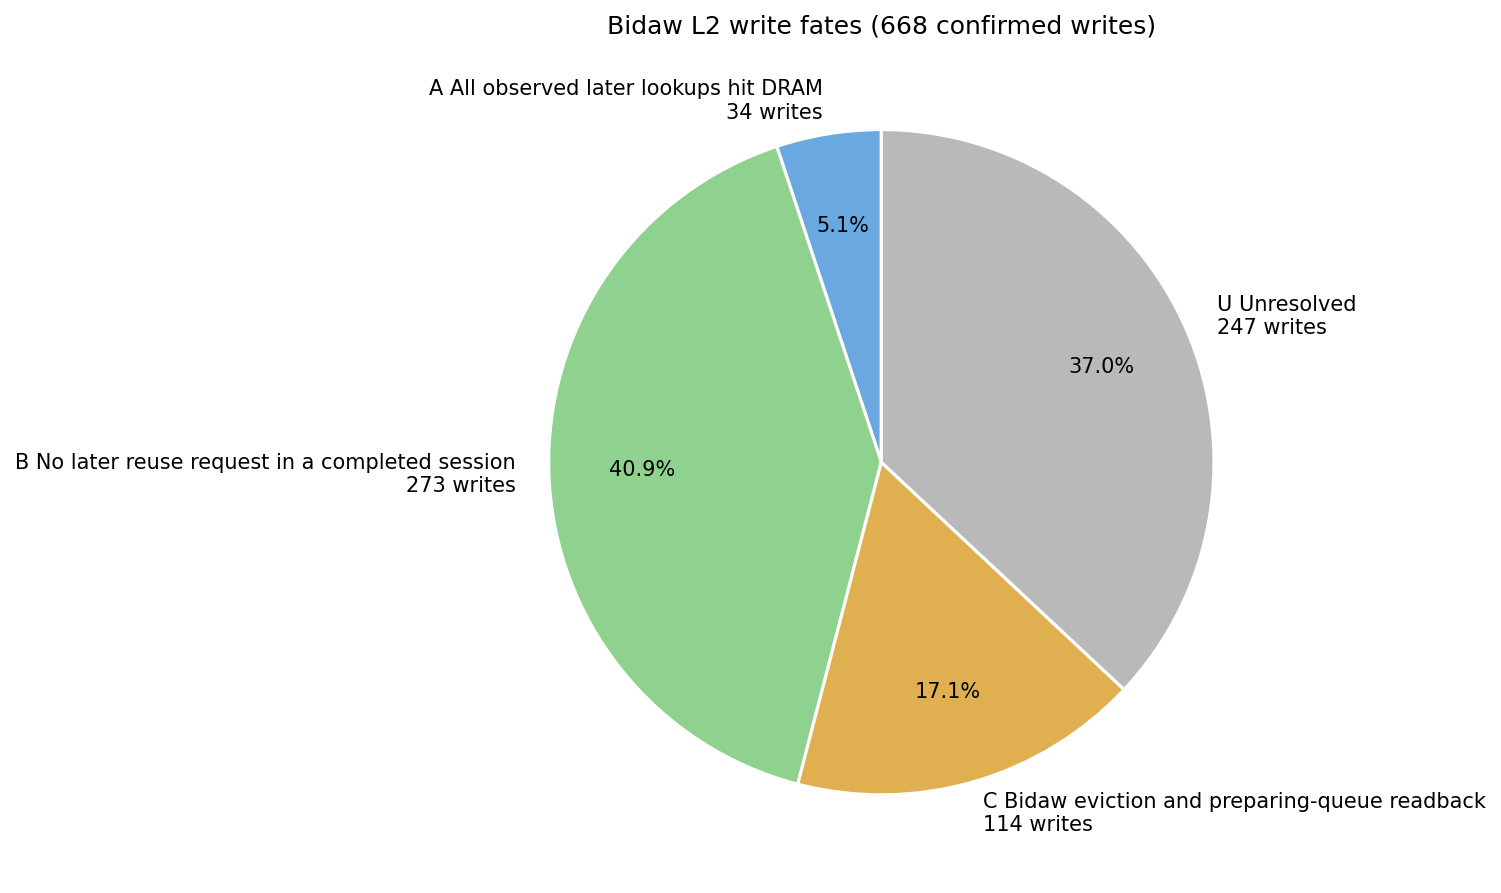 Bidaw L2 write fates (668 confirmed writes)
A All observed later lookups hit DRAM
34 writes
5.1%
U Unresolved
247 writes
37.0%
B No later reuse request in a completed session
273 writes
40.9%
17.1%
C Bidaw eviction and preparing-queue readback
114 writes